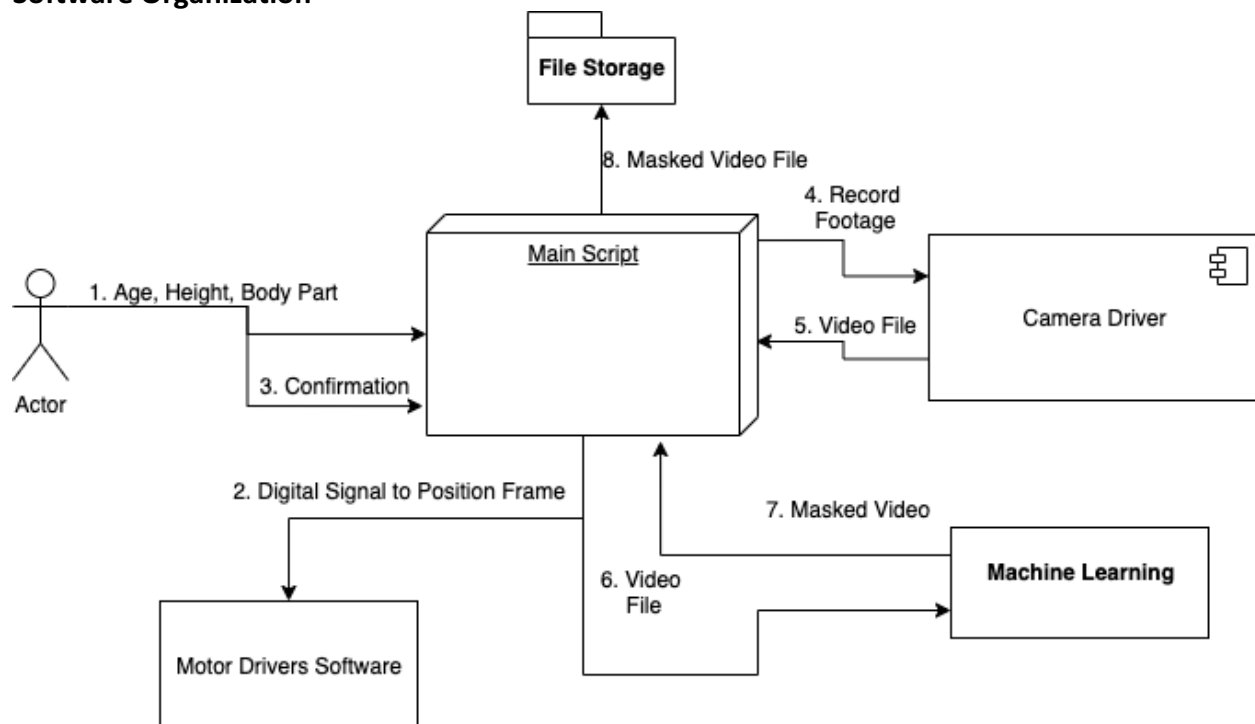 Software Organization
File Storage
8. Masked Video File
4. Record
Footage
Main Script
1. Age, Height, Body Part
5. Video File
Camera Driver
3. Confirmation
Actor
2. Digital Signal to Position Frame
7. Masked Video
6. Video
File
Machine Learning
Motor Drivers Software